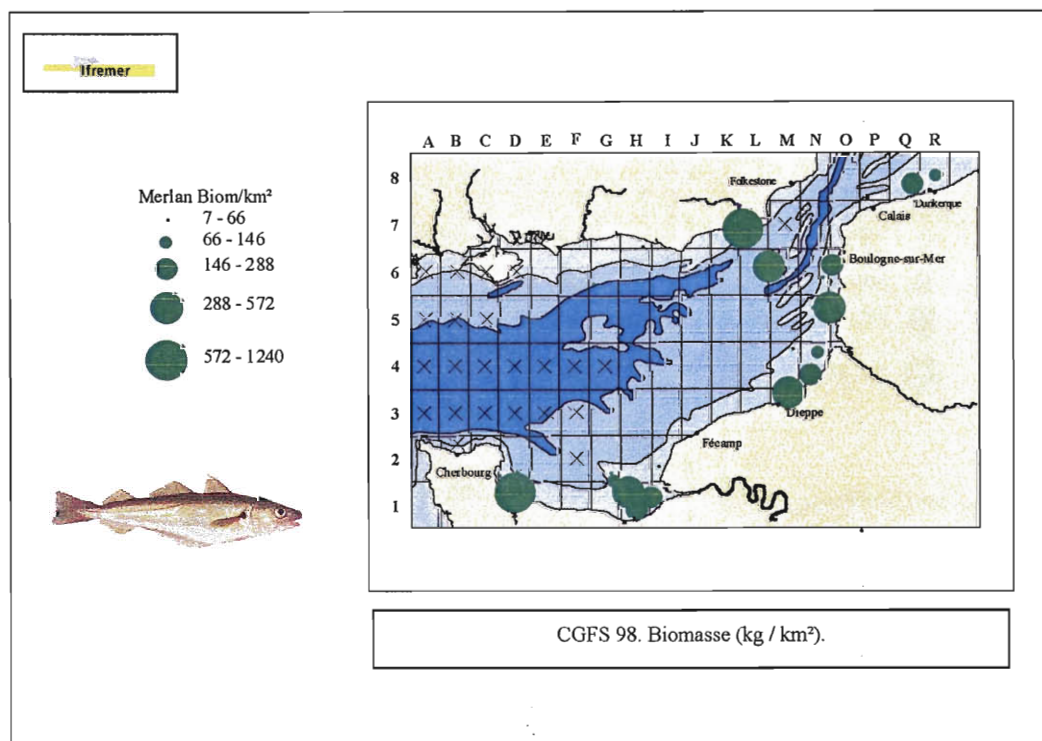 Ifremer
Merlan Biom/km²
7 - 66
66 - 146
146 - 288
288 - 572
572 - 1240
A B C D E F G H I J K L M N O P Q R
8
7
6
5
4
3
2
1
Folkestone
Dunkerque
Calais
Boulogne-sur-Mer
Dieppe
Fécamp
Cherbourg
CGFS 98. Biomasse (kg / km²).